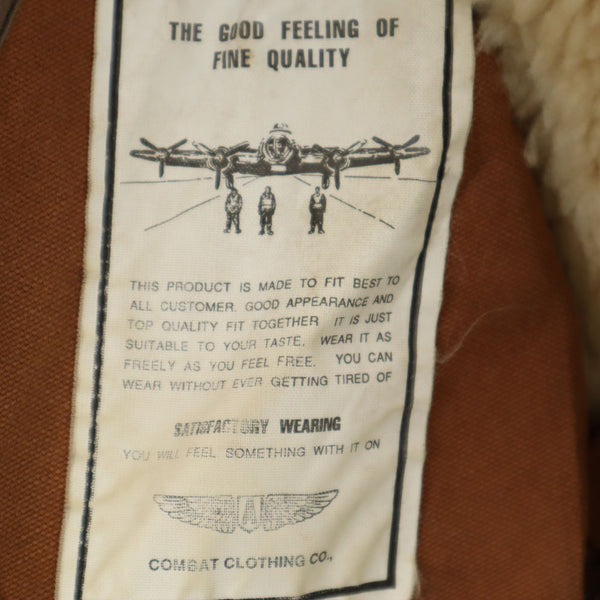 THE GOOD FEELING OF
FINE QUALITY
THIS PRODUCT IS MADE TO FIT BEST TO
ALL CUSTOMER. GOOD APPEARANCE AND
TOP QUALITY FIT TOGETHER IT IS JUST
SUITABLE TO YOUR TASTE. WEAR IT AS
FREELY AS YOU FEEL FREE. YOU CAN
WEAR WITHOUT EVER GETTING TIRED OF
SATISFACTORY WEARING
YOU WILL FEEL SOMETHING WITH IT ON
A
COMBAT CLOTHING CO.,